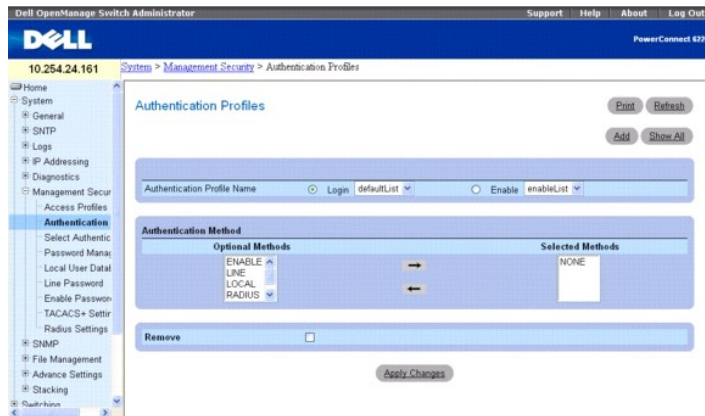 Dell OpenManage Switch Administrator
Support Help About Log Out
DELL
PowerConnect 622
10.254.24.161
System > Management Security > Authentication Profiles
Home
System
General
SNTP
Logs
IP Addressing
Diagnostics
Management Secur
Access Profiles
Authentication
Select Authentic
Password Manag
Local User Datal
Line Password
Enable Passwor
TACACS+ Settir
Radius Settings
SNMP
File Management
Advance Settings
Stacking
Switching
Authentication Profiles
Print Refresh
Add Show All
Authentication Profile Name Login defaultList Enable enableList
Authentication Method
Optional Methods Selected Methods
ENABLE
LINE
LOCAL
RADIUS
NONE
Remove
Apply Changes